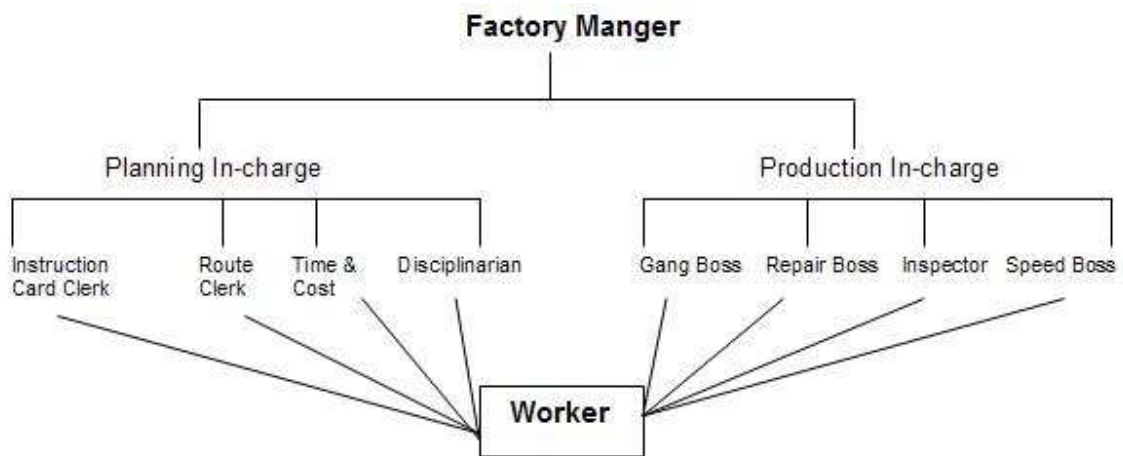 Factory Manger
Planning In-charge
Production In-charge
Instruction
Card Clerk
Route
Clerk
Time &
Cost
Disciplinarian
Gang Boss
Repair Boss
Inspector
Speed Boss
Worker